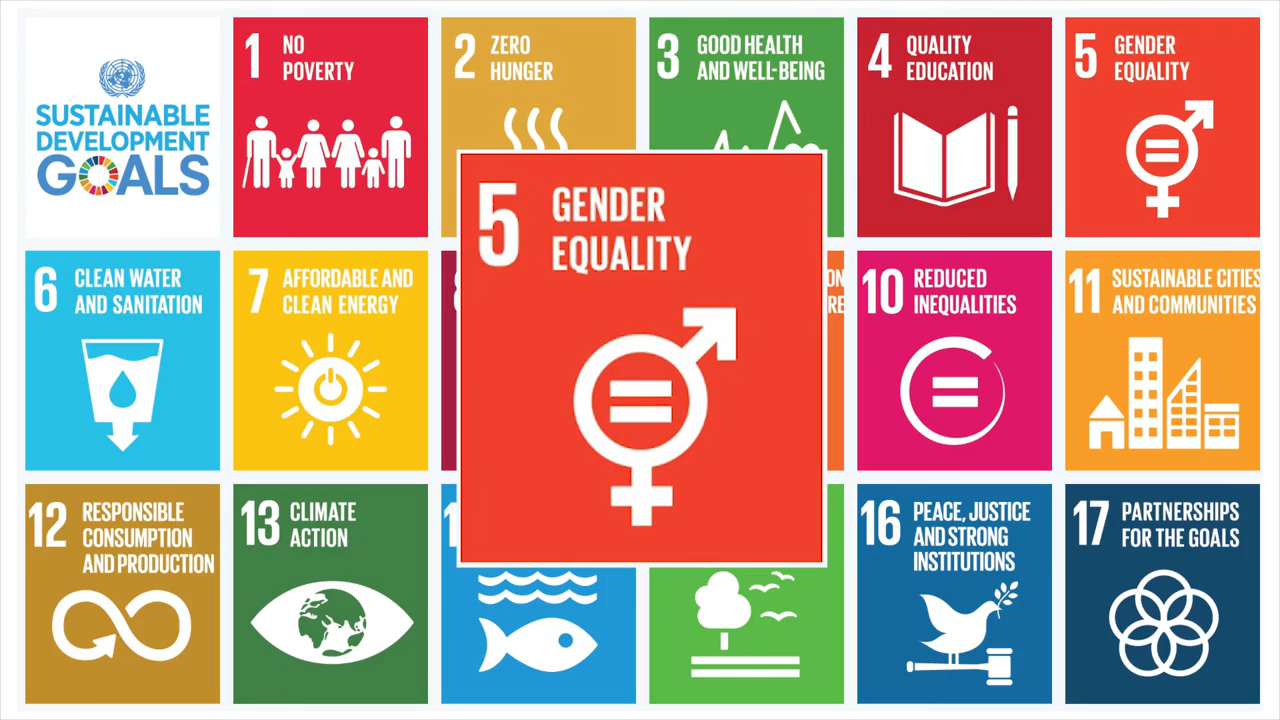 SUSTAINABLE
DEVELOPMENT
GOALS
1 NO
POVERTY
2 ZERO
HUNGER
3 GOOD HEALTH
AND WELL-BEING
4 QUALITY
EDUCATION
5 GENDER
EQUALITY
5 GENDER
EQUALITY
6 CLEAN WATER
AND SANITATION
7 AFFORDABLE AND
CLEAN ENERGY
10 REDUCED
INEQUALITIES
11 SUSTAINABLE CITIES
AND COMMUNITIES
12 RESPONSIBLE
CONSUMPTION
AND PRODUCTION
13 CLIMATE
ACTION
16 PEACE, JUSTICE
AND STRONG
INSTITUTIONS
17 PARTNERSHIPS
FOR THE GOALS